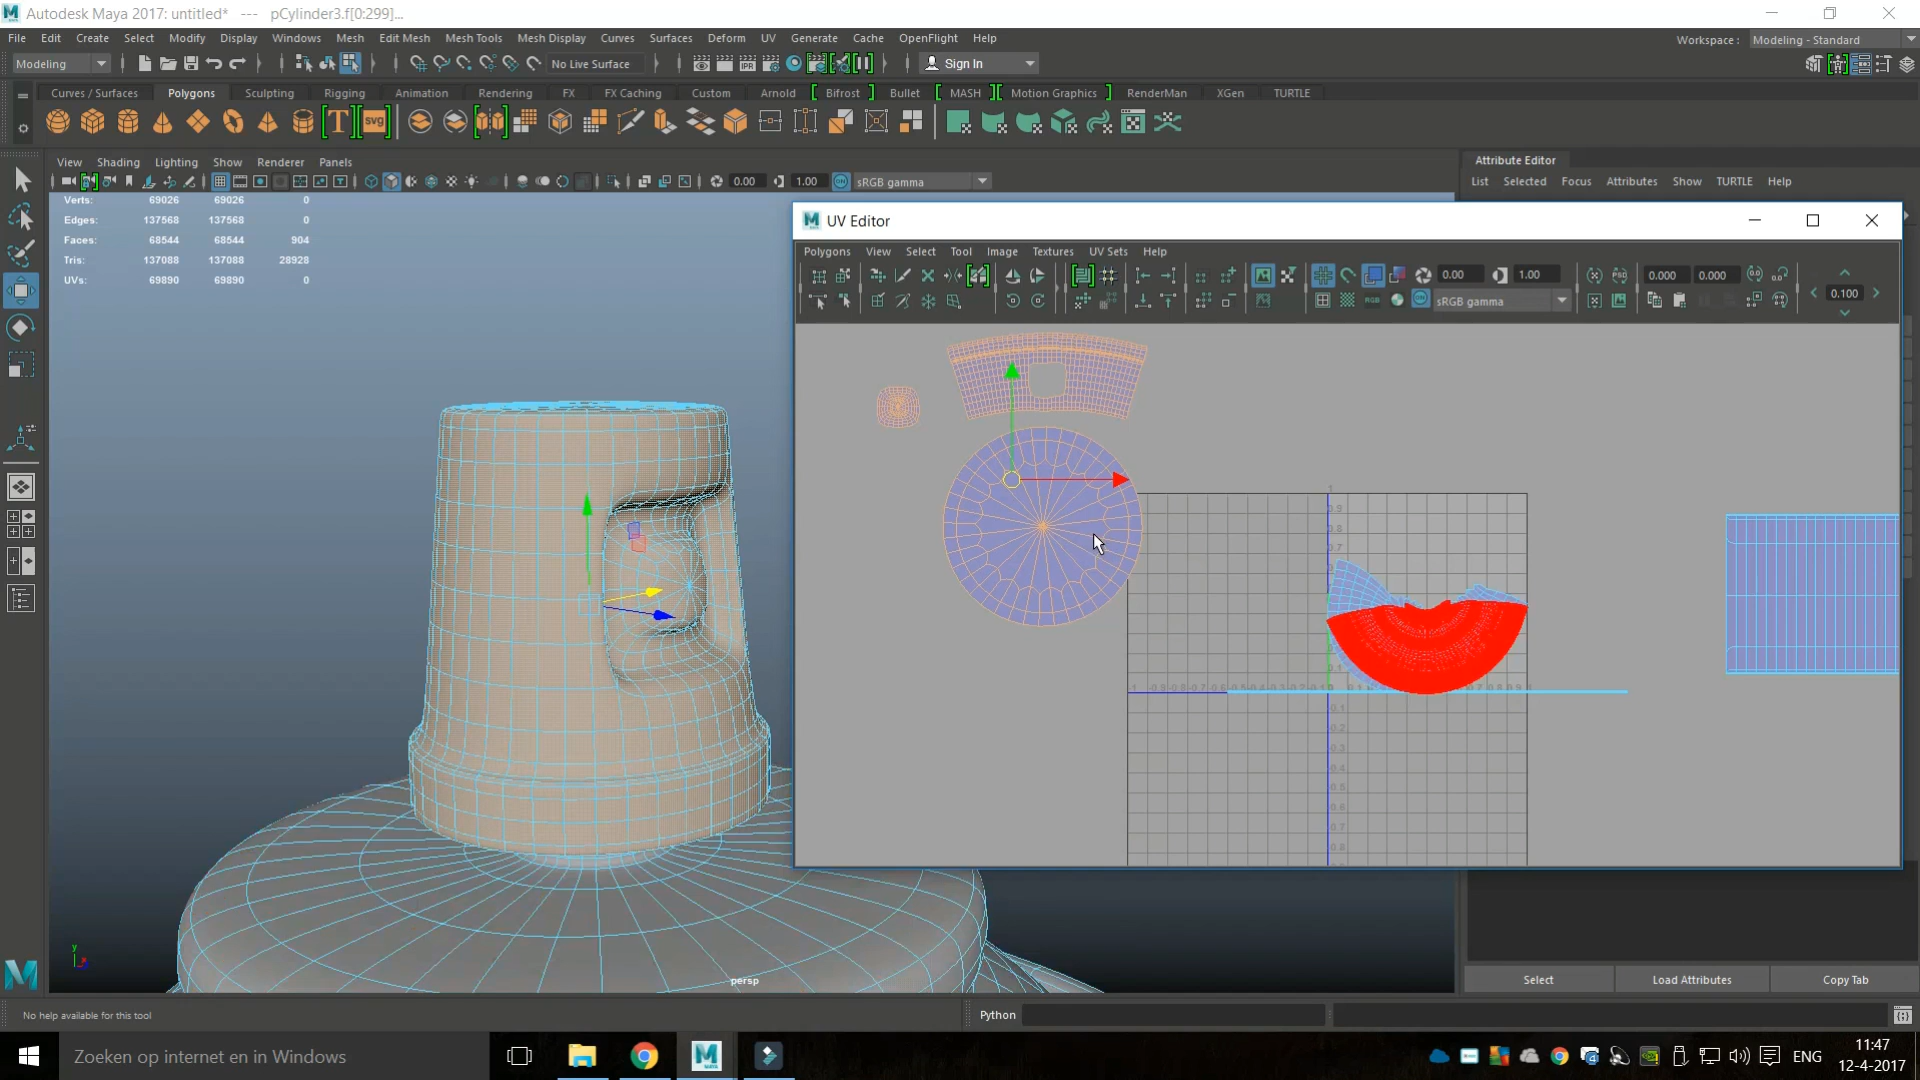 Autodesk Maya 2017: untitled* --- pCylinder3.f[0:299]...
File Edit Create Select Modify Display Windows Mesh Edit Mesh Mesh Tools Mesh Display Curves Surfaces Deform UV Generate Cache OpenFlight Help
Workspace : Modeling - Standard
Modeling No Live Surface Sign In
Curves / Surfaces Polygons Sculpting Rigging Animation Rendering FX FX Caching Custom Arnold Bifrost Bullet MASH Motion Graphics RenderMan XGen TURTLE
View Shading Lighting Show Renderer Panels
0.00 1.00 sRGB gamma
Attribute Editor
List Selected Focus Attributes Show TURTLE Help
Verts: 69026 69026 0
Edges: 137568 137568 0
Faces: 68544 68544 904
Tris: 137088 137088 28928
UVs: 69890 69890 0
UV Editor
Polygons View Select Tool Image Textures UV Sets Help
0.00 1.00 0.000 0.000
sRGB gamma
0.100
persp
Select Load Attributes Copy Tab
No help available for this tool
Python
Zoeken op internet en in Windows
ENG
11:47
12-4-2017